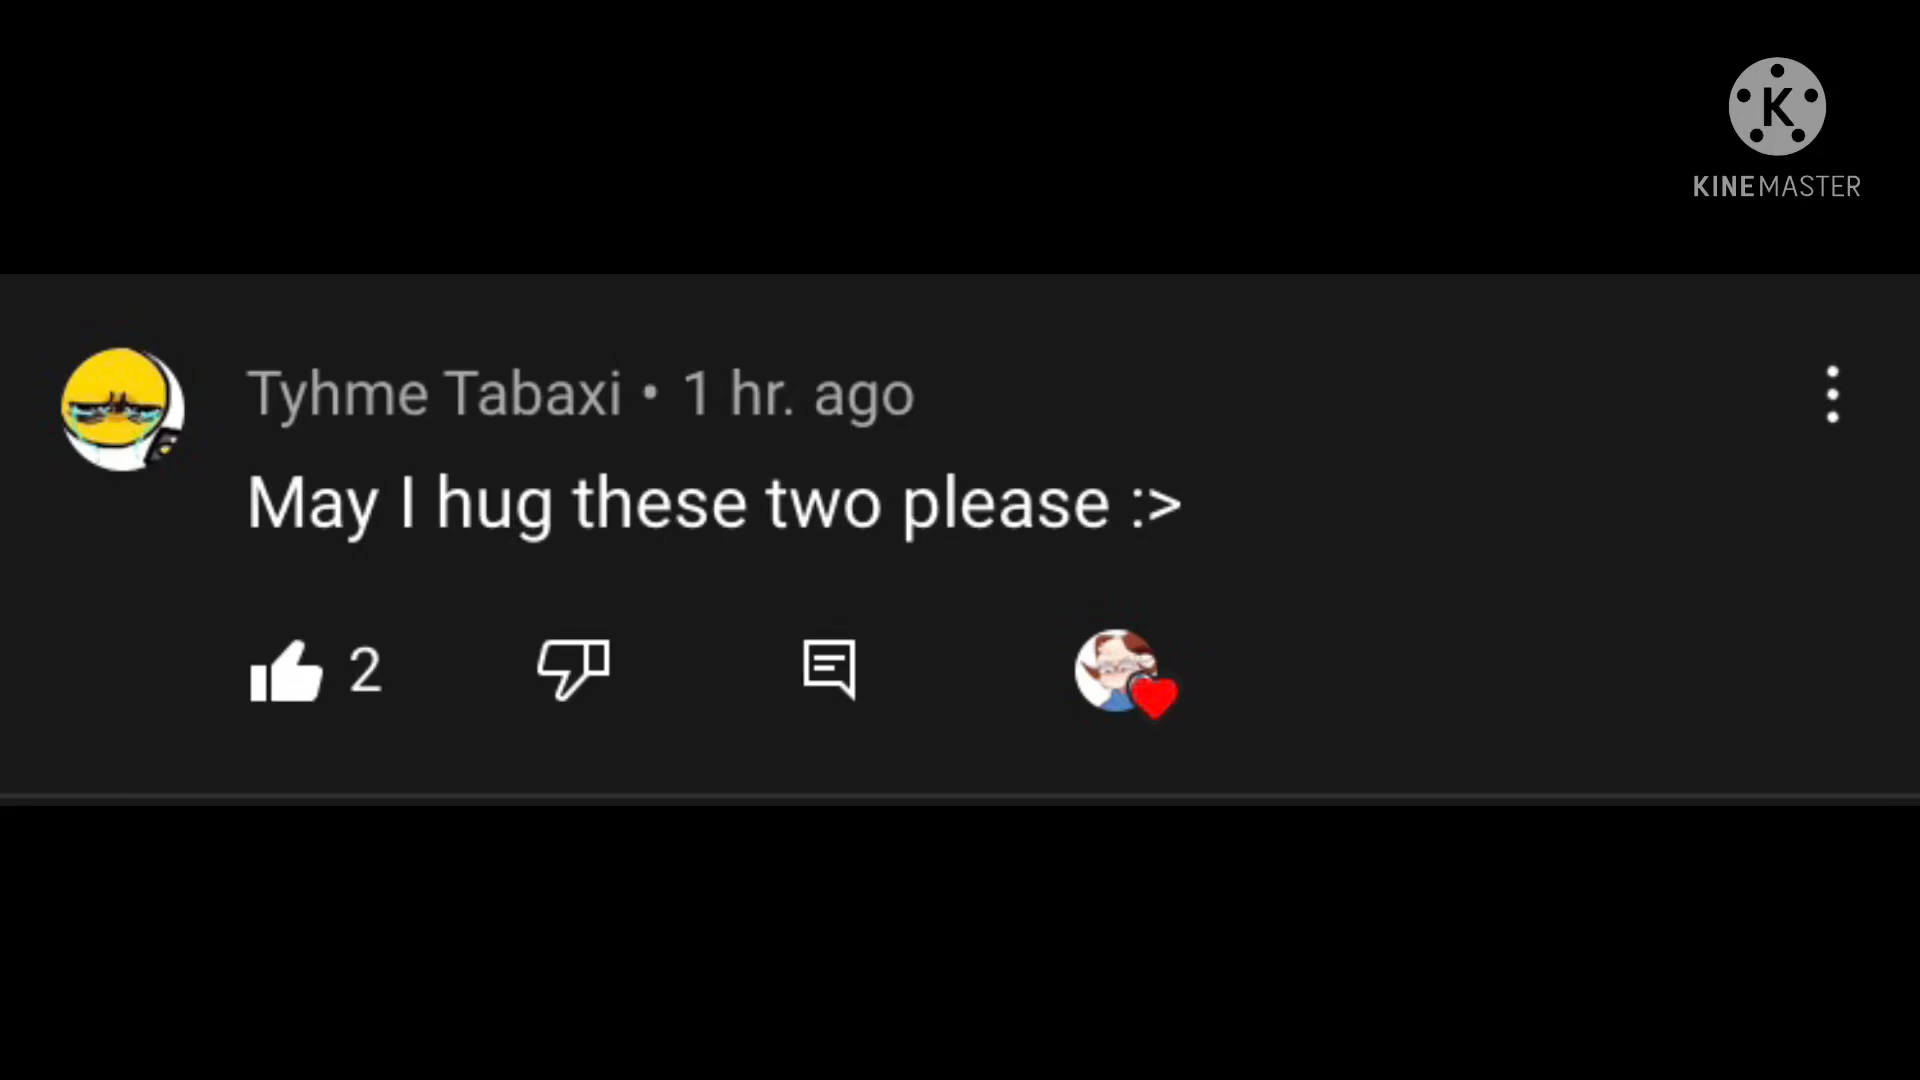 K
KINEMASTER
Tyhme Tabaxi • 1 hr. ago
May I hug these two please :>
2